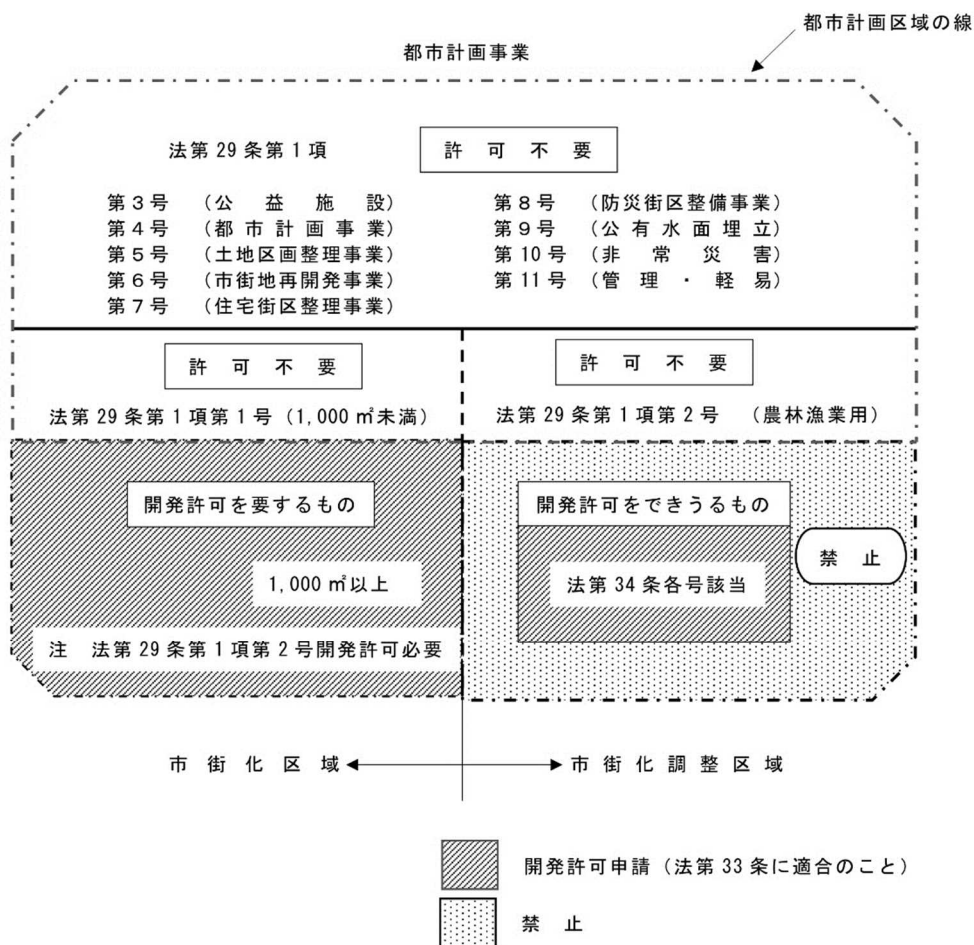 都市計画区域の線
都市計画事業
法第29条第1項
許可不要
第3号 (公益施設)
第4号 (都市計画事業)
第5号 (土地区画整理事業)
第6号 (市街地再開発事業)
第7号 (住宅街区整理事業)
第8号 (防災街区整備事業)
第9号 (公有水面埋立)
第10号 (非常災害)
第11号 (管理・軽易)
許可不要
法第29条第1項第1号(1,000㎡未満)
許可不要
法第29条第1項第2号 (農林漁業用)
開発許可を要するもの
1,000㎡以上
注 法第29条第1項第2号開発許可必要
開発許可をできうるもの
法第34条各号該当
禁止
市街化区域
市街化調整区域
開発許可申請(法第33条に適合のこと)
禁止